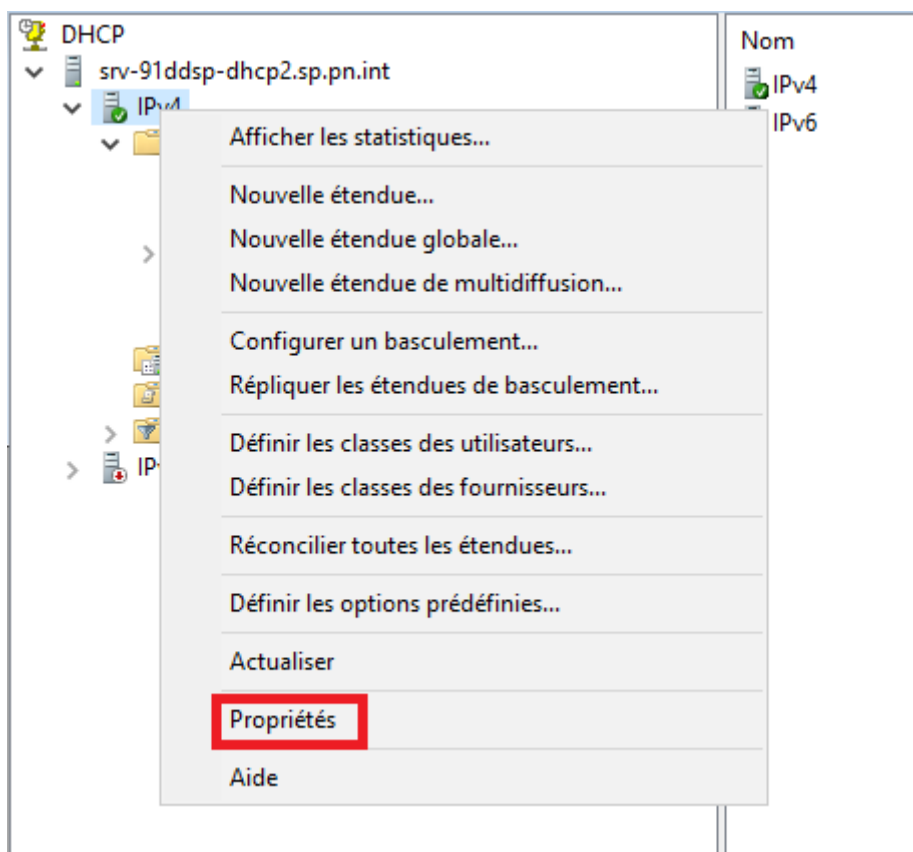 DHCP
srv-91ddsp-dhcp2.sp.pn.int
IPv4
Afficher les statistiques...
Nouvelle étendue...
Nouvelle étendue globale...
Nouvelle étendue de multidiffusion...
Configurer un basculement...
Répliquer les étendues de basculement...
Définir les classes des utilisateurs...
Définir les classes des fournisseurs...
Réconcilier toutes les étendues...
Définir les options prédéfinies...
Actualiser
Propriétés
Aide
Nom
IPv4
IPv6